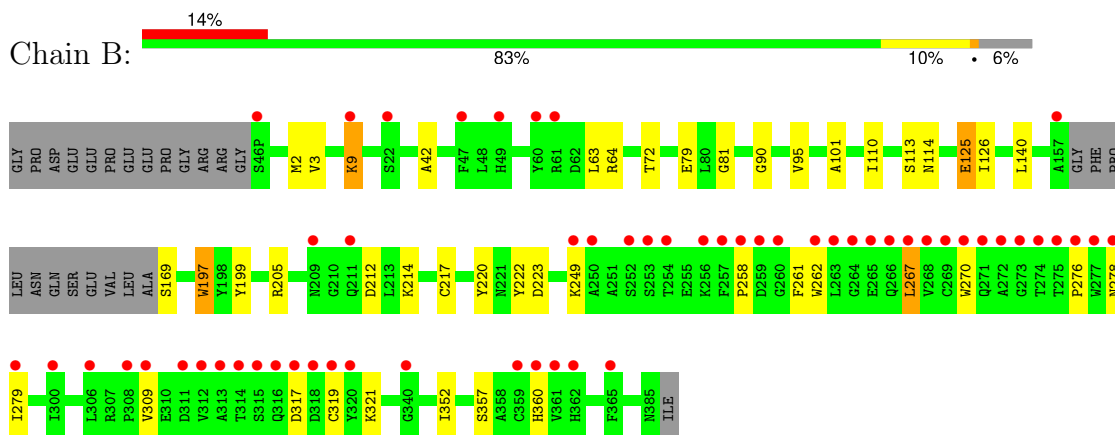 14%
Chain B:
83% 10% • 6%
GLY PRO ASP GLU GLU PRO GLU GLU PRO GLY ARG ARG GLY S46P M2 V3 K9 S22 A42 F47 L48 H49 Y60 R61 D62 L63 R64 T72 E79 L80 G81 G90 V95 A101 I110 S113 N114 E125 I126 L140 A157 GLY PHE PRO
LEU ASN GLN SER GLU VAL LEU ALA S169 W197 Y198 Y199 R205 N209 G210 Q211 D212 L213 K214 C217 Y220 N221 Y222 D223 K249 A250 A251 S252 S253 T254 E255 K256 F257 P258 D259 G260 F261 W262 L263 G264 E265 Q266 L267 V268 C269 W270 Q271 A272 G273 T274 T275 P276 W277 N278
I279 I300 L306 R307 P308 V309 E310 D311 V312 A313 T314 S315 Q316 D317 D318 C319 Y320 K321 G340 I352 S357 A358 C359 H360 V361 H362 F365 N385 ILE